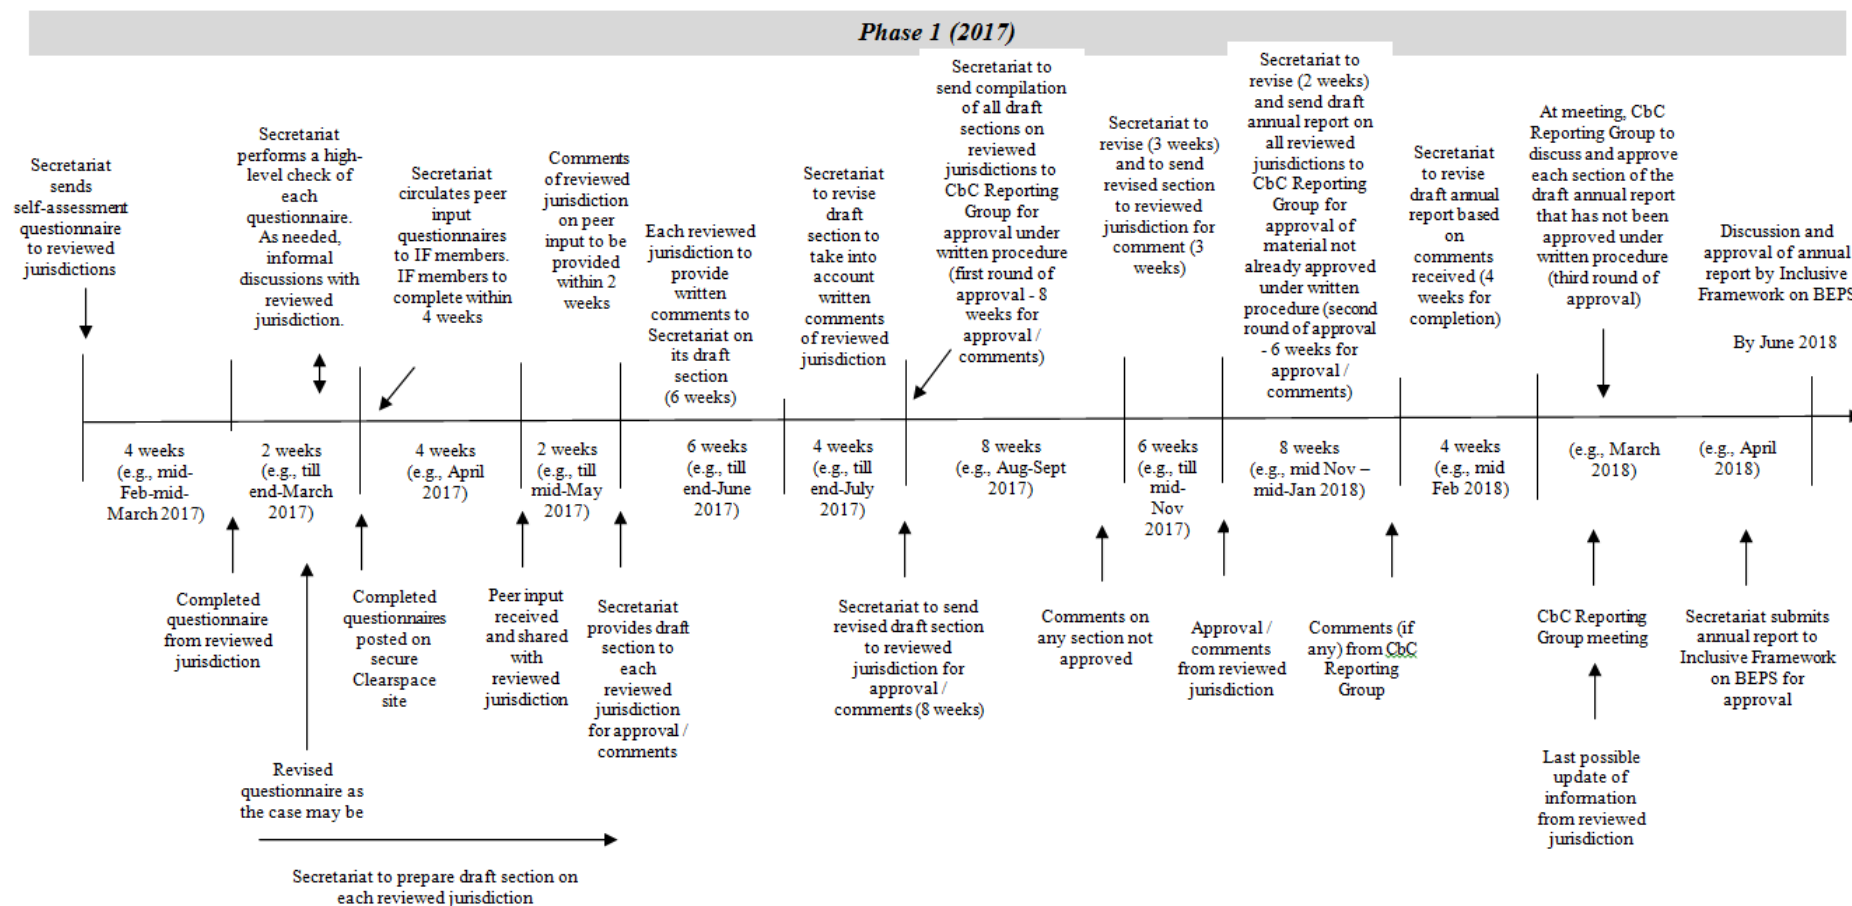 Phase 1 (2017)
Secretariat
sends
self-assessment
questionnaire
to reviewed
jurisdictions
Secretariat
performs a high-
level check of
each
questionnaire.
As needed,
informal
discussions with
reviewed
jurisdiction.
Secretariat
circulates peer
input
questionnaires
to IF members.
IF members to
complete within
4 weeks
Comments
of reviewed
jurisdiction
on peer
input to be
provided
within 2
weeks
Each reviewed
jurisdiction to
provide
written
comments to
Secretariat on
its draft
section
(6 weeks)
Secretariat
to revise
draft
section to
take into
account
written
comments
of reviewed
jurisdiction
Secretariat to
send compilation
of all draft
sections on
reviewed
jurisdictions to
CbC Reporting
Group for
approval under
written procedure
(first round of
approval - 8
weeks for
approval /
comments)
Secretariat to
revise (3 weeks)
and to send
revised section
to reviewed
jurisdiction for
comment (3
weeks)
Secretariat to
revise (2 weeks)
and send draft
annual report on
all reviewed
jurisdictions to
CbC Reporting
Group for
approval of
material not
already approved
under written
procedure (second
round of approval
- 6 weeks for
approval /
comments)
Secretariat
to revise
draft annual
report based
on
comments
received (4
weeks for
completion)
At meeting, CbC
Reporting Group to
discuss and approve
each section of the
draft annual report
that has not been
approved under
written procedure
(third round of
approval)
Discussion and
approval of annual
report by Inclusive
Framework on BEPS
By June 2018
4 weeks
(e.g., mid-
Feb-mid-
March 2017)
2 weeks
(e.g., till
end-March
2017)
4 weeks
(e.g., April
2017)
2 weeks
(e.g., till
mid-May
2017)
6 weeks
(e.g., till
end-June
2017)
4 weeks
(e.g., till
end-July
2017)
8 weeks
(e.g., Aug-Sept
2017)
6 weeks
(e.g., till
mid-
Nov
2017)
8 weeks
(e.g., mid Nov –
mid-Jan 2018)
4 weeks
(e.g., mid
Feb 2018)
(e.g., March
2018)
(e.g., April
2018)
Completed
questionnaire
from reviewed
jurisdiction
Revised
questionnaire as
the case may be
Completed
questionnaires
posted on
secure
Clearspace
site
Peer input
received
and shared
with
reviewed
jurisdiction
Secretariat
provides draft
section to
each
reviewed
jurisdiction
for approval /
comments
Secretariat to send
revised draft section
to reviewed
jurisdiction for
approval /
comments (8 weeks)
Comments on
any section not
approved
Approval /
comments
from reviewed
jurisdiction
Comments (if
any) from CbC
Reporting
Group
CbC Reporting
Group meeting
Last possible
update of
information
from reviewed
jurisdiction
Secretariat submits
annual report to
Inclusive Framework
on BEPS for
approval
Secretariat to prepare draft section on
each reviewed jurisdiction